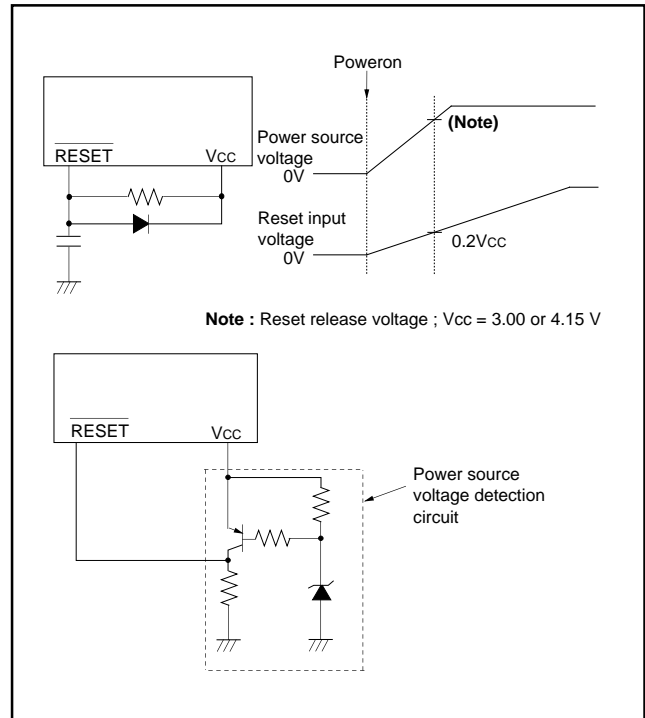 Poweron
RESET
Vcc
Power source
voltage
0V
(Note)
Reset input
voltage
0V
0.2Vcc
Note : Reset release voltage ; Vcc = 3.00 or 4.15 V
RESET
Vcc
Power source
voltage detection
circuit